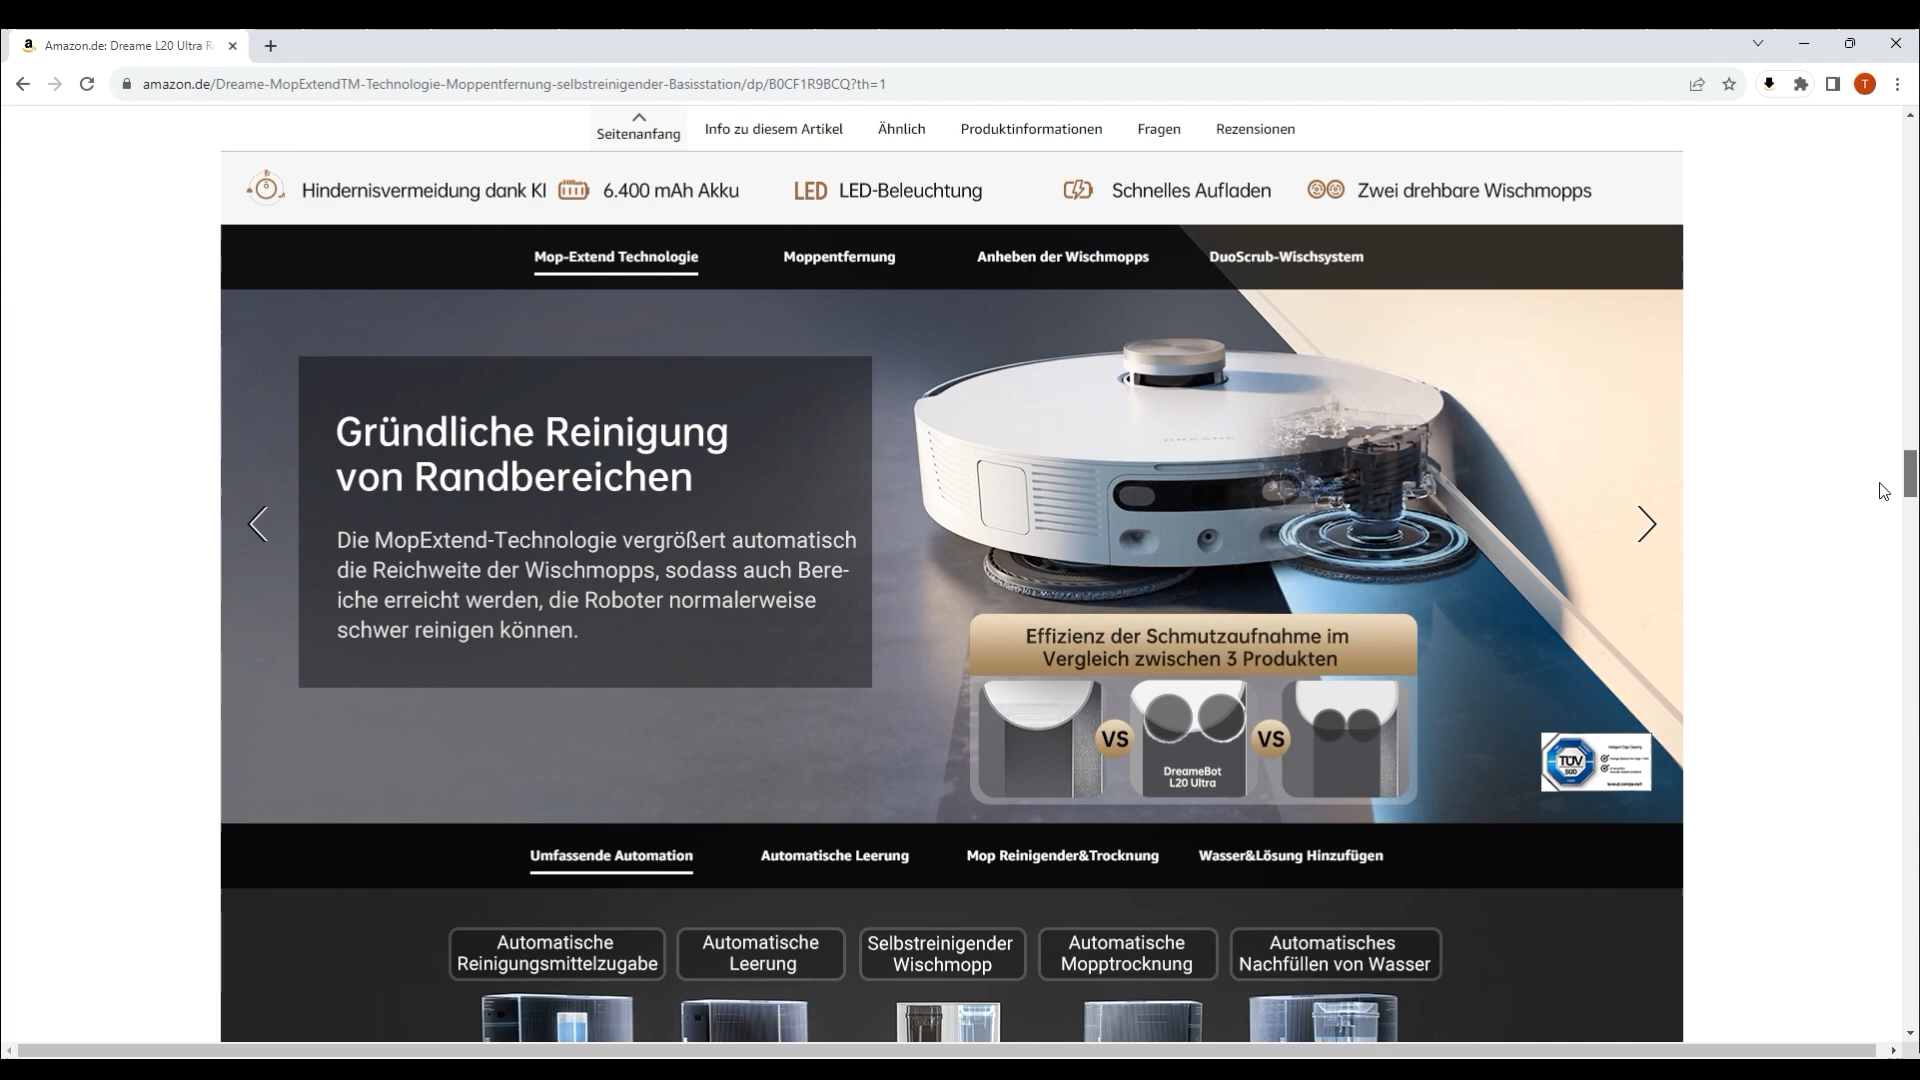 Amazon.de: Dreame L20 Ultra
amazon.de/Dreame-MopExtendTM-Technologie-Moppentfernung-selbstreinigender-Basisstation/dp/B0CF1R9BCQ?th=1
T
Seitenanfang
Info zu diesem Artikel
Ähnlich
Produktinformationen
Fragen
Rezensionen
Hindernisvermeidung dank KI
6.400 mAh Akku
LED LED-Beleuchtung
Schnelles Aufladen
Zwei drehbare Wischmopps
Mop-Extend Technologie
Moppentfernung
Anheben der Wischmopps
DuoScrub-Wischsystem
Gründliche Reinigung
von Randbereichen
Die MopExtend-Technologie vergrößert automatisch
die Reichweite der Wischmopps, sodass auch Bere-
iche erreicht werden, die Roboter normalerweise
schwer reinigen können.
DREAME
Effizienz der Schmutzaufnahme im
Vergleich zwischen 3 Produkten
VS
VS
DreameBot
L20 Ultra
TÜV
SÜD
Umfassende Automation
Automatische Leerung
Mop Reinigender&Trocknung
Wasser&Lösung Hinzufügen
Automatische
Reinigungsmittelzugabe
Automatische
Leerung
Selbstreinigender
Wischmopp
Automatische
Mopptrocknung
Automatisches
Nachfüllen von Wasser